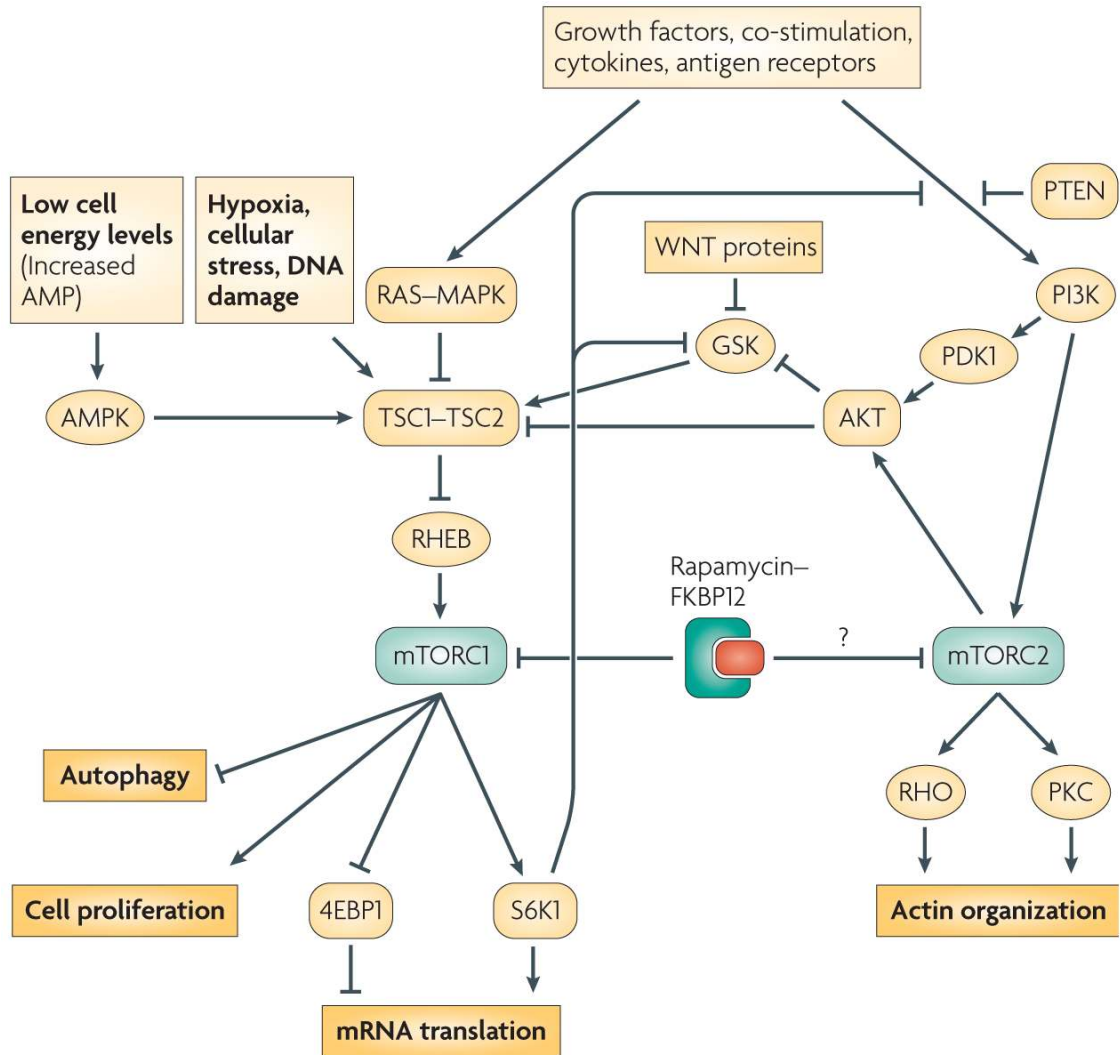 Growth factors, co-stimulation,
cytokines, antigen receptors
Low cell
energy levels
(Increased
AMP)
Hypoxia,
cellular
stress, DNA
damage
PTEN
WNT proteins
RAS–MAPK
PI3K
GSK
PDK1
AMPK
TSC1–TSC2
AKT
RHEB
Rapamycin–
FKBP12
mTORC1
?
mTORC2
Autophagy
RHO
PKC
Cell proliferation
4EBP1
S6K1
Actin organization
mRNA translation